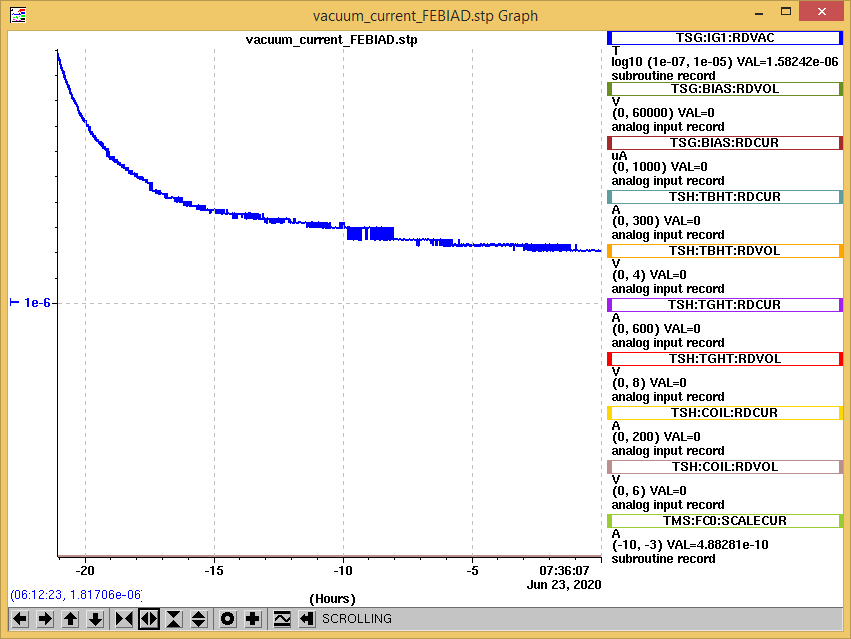 vacuum_current_FEBIAD.stp Graph
vacuum_current_FEBIAD.stp
1e-6
-20 -15 -10 -5 07:36:07
Jun 23, 2020
(Hours)
(06:12:23, 1.81706e-06)
SCROLLING
TSG:IG1:RDVAC
T
log10 (1e-07, 1e-05) VAL=1.58242e-06
subroutine record
TSG:BIAS:RDVOL
V
(0, 60000) VAL=0
analog input record
TSG:BIAS:RDCUR
uA
(0, 1000) VAL=0
analog input record
TSH:TBHT:RDCUR
A
(0, 300) VAL=0
analog input record
TSH:TBHT:RDVOL
V
(0, 4) VAL=0
analog input record
TSH:TGHT:RDCUR
A
(0, 600) VAL=0
analog input record
TSH:TGHT:RDVOL
V
(0, 8) VAL=0
analog input record
TSH:COIL:RDCUR
A
(0, 200) VAL=0
analog input record
TSH:COIL:RDVOL
V
(0, 6) VAL=0
analog input record
TMS:FC0:SCALECUR
A
(-10, -3) VAL=4.88281e-10
subroutine record